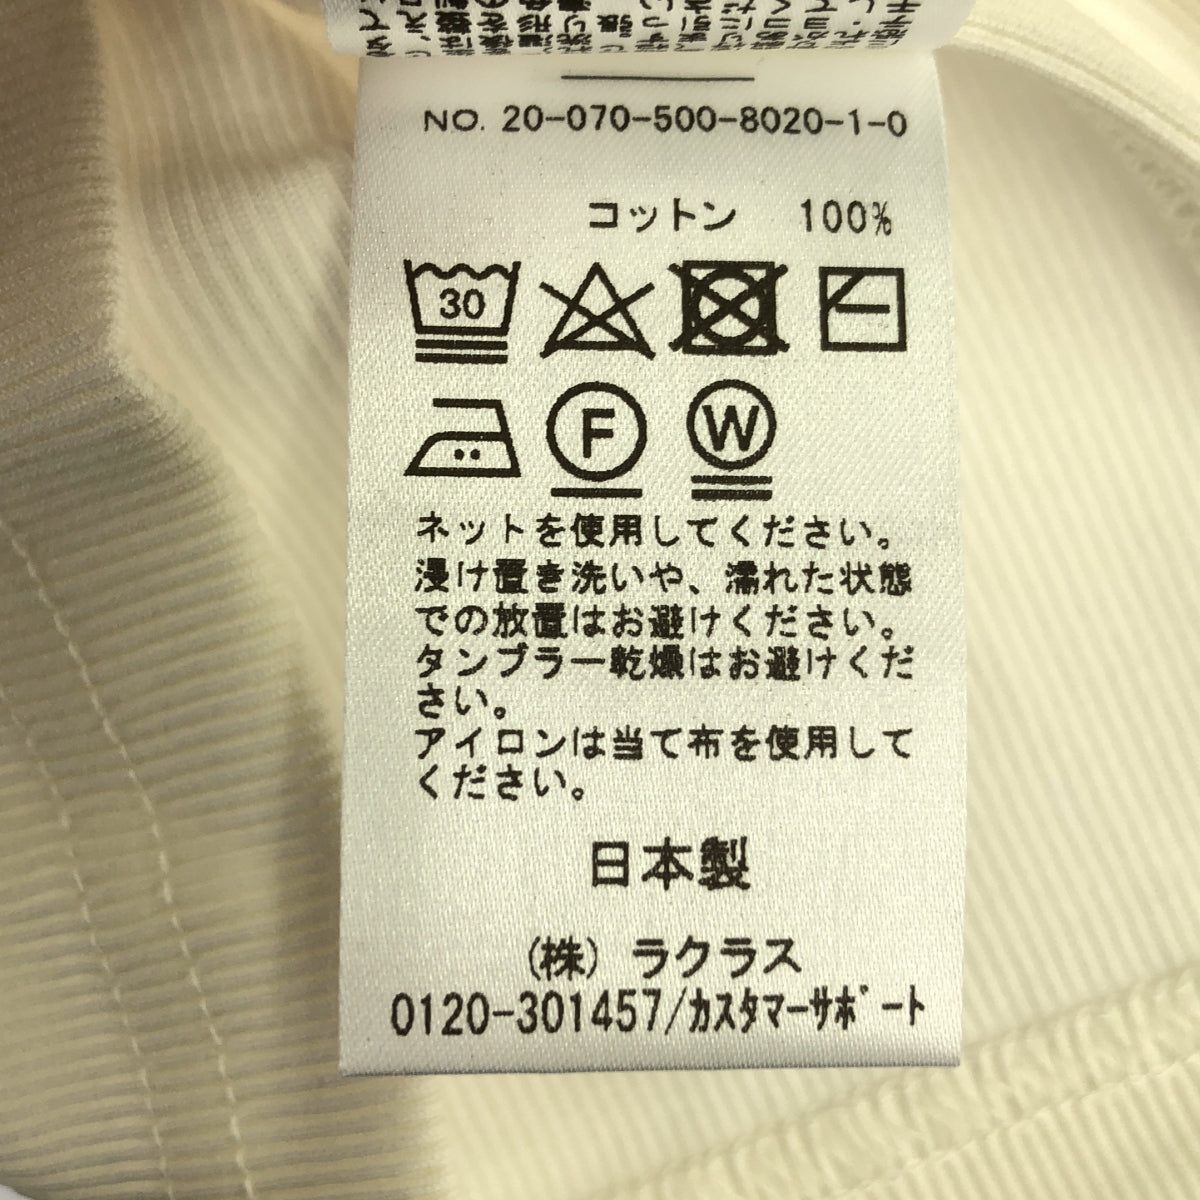 NO. 20-070-500-8020-1-0
コットン 100%
30
F W
ネットを使用してください。
浸け置き洗いや、濡れた状態
での放置はお避けください。
タンブラー乾燥はお避けくだ
さい。
アイロンは当て布を使用して
ください。
日本製
(株) ラクラス
0120-301457/ｶｽﾀﾏｰｻﾎﾟｰﾄ